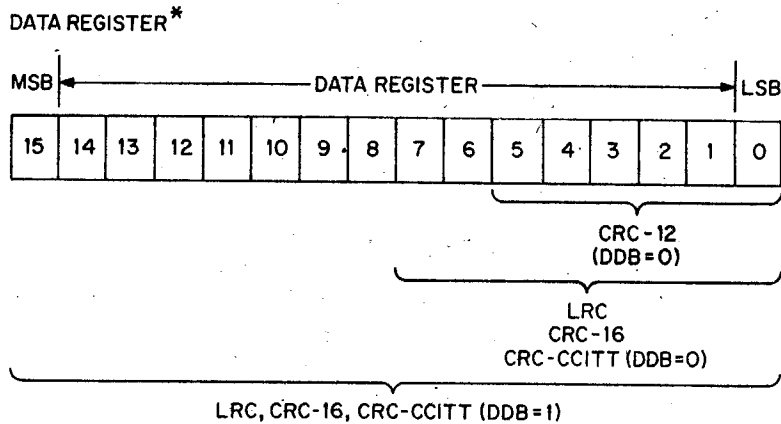 DATA REGISTER*
MSB DATA REGISTER LSB
15 14 13 12 11 10 9 8 7 6 5 4 3 2 1 0
CRC-12
(DDB=0)
LRC
CRC-16
CRC-CCITT (DDB=0)
LRC, CRC-16, CRC-CCITT (DDB=1)